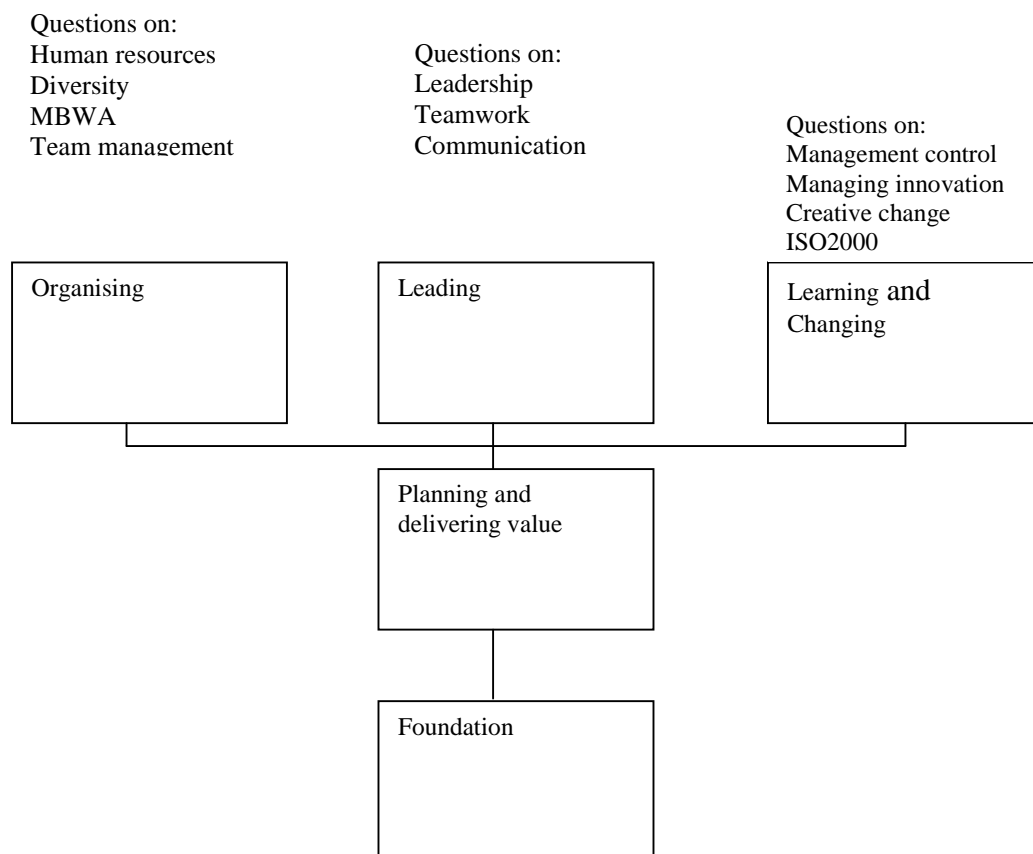 Questions on:
Human resources
Diversity
MBWA
Team management
Questions on:
Leadership
Teamwork
Communication
Questions on:
Management control
Managing innovation
Creative change
ISO2000
Organising
Leading
Learning and
Changing
Planning and
delivering value
Foundation